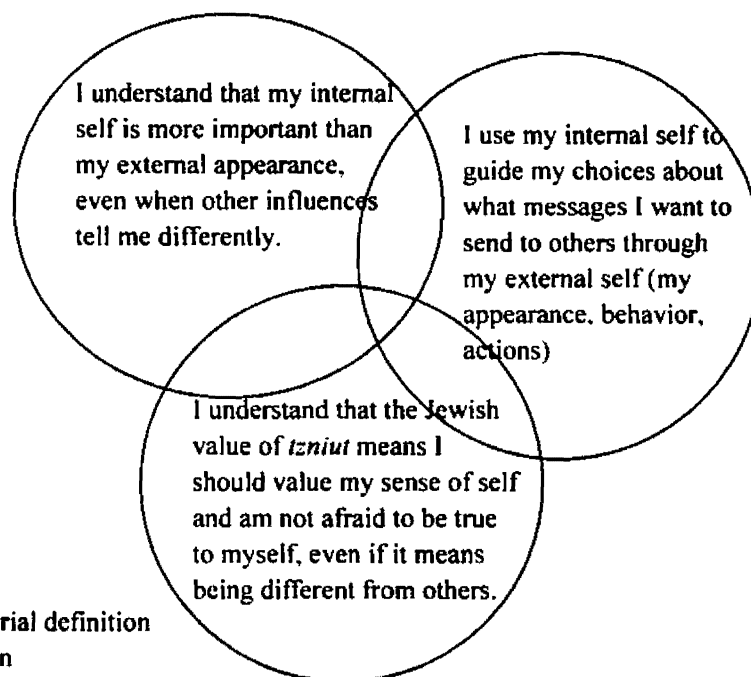 I understand that my internal
self is more important than
my external appearance,
even when other influences
tell me differently.
I use my internal self to
guide my choices about
what messages I want to
send to others through
my external self (my
appearance, behavior,
actions)
I understand that the Jewish
value of tzniut means I
should value my sense of self
and am not afraid to be true
to myself, even if it means
being different from others.
rial definition
n